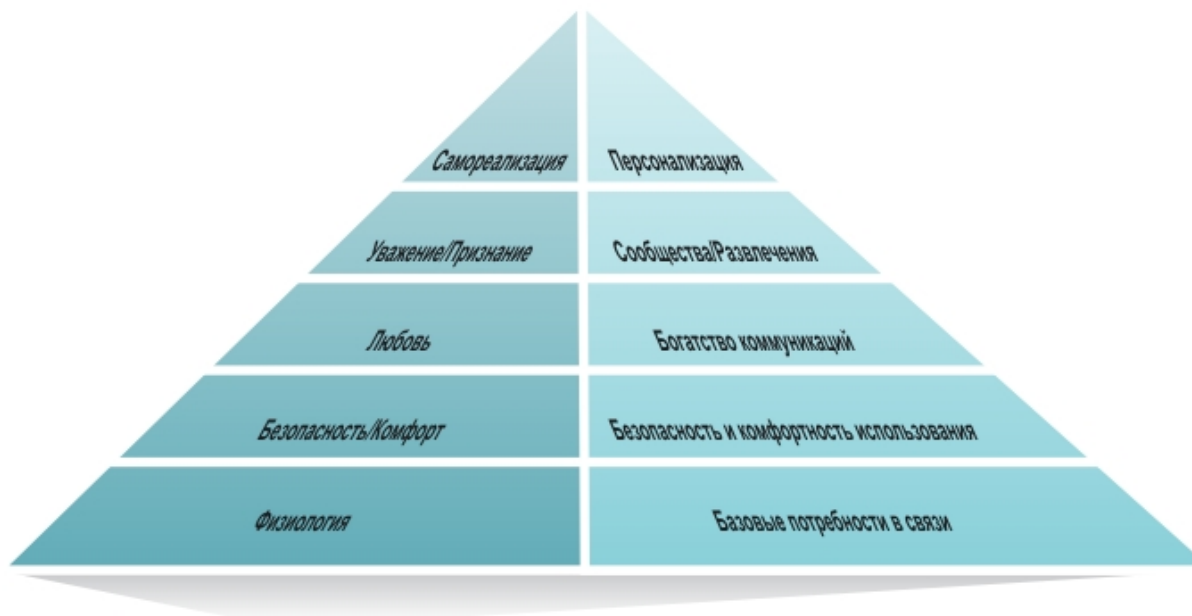 Самореализация
Персонализация
Уважение/Признание
Сообщества/Развлечения
Любовь
Богатство коммуникаций
Безопасность/Комфорт
Безопасность и комфортность использования
Физиология
Базовые потребности в связи